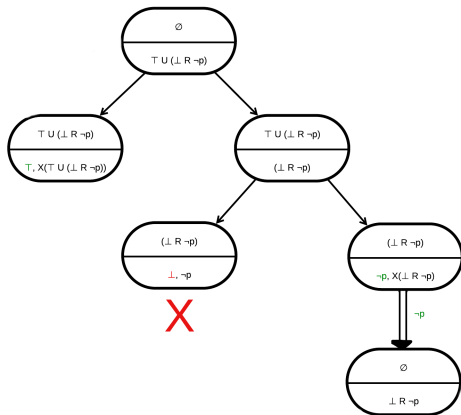 ∅
⊤ U (⊥ R ¬p)
⊤ U (⊥ R ¬p)
⊤, X(⊤ U (⊥ R ¬p))
⊤ U (⊥ R ¬p)
(⊥ R ¬p)
(⊥ R ¬p)
⊥, ¬p
X
(⊥ R ¬p)
¬p, X(⊥ R ¬p)
¬p
∅
⊥ R ¬p